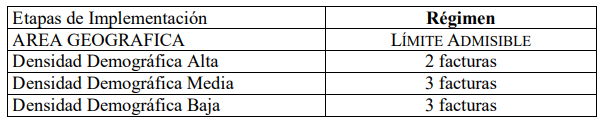 Etapas de Implementación Régimen
AREA GEOGRAFICA LÍMITE ADMISIBLE
Densidad Demográfica Alta 2 facturas
Densidad Demográfica Media 3 facturas
Densidad Demográfica Baja 3 facturas